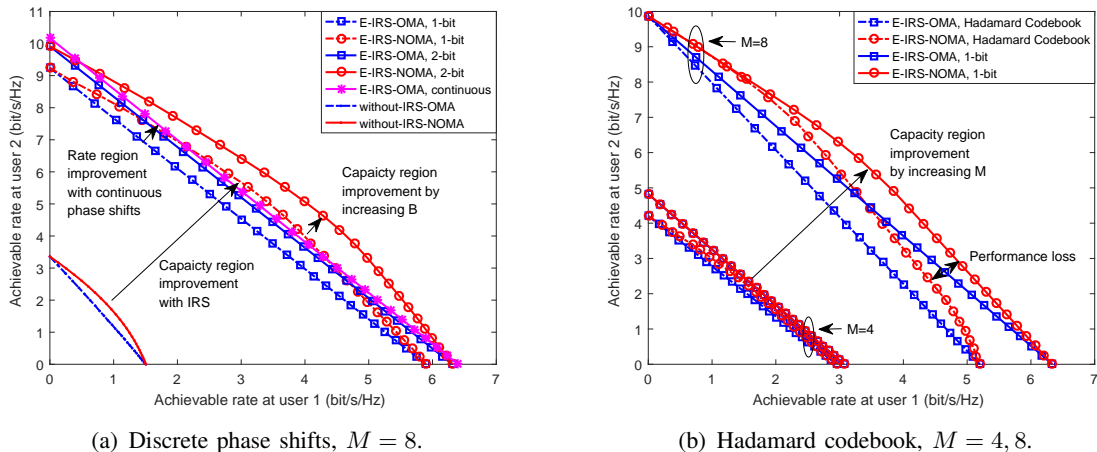 11
10
9
8
7
6
5
4
3
2
1
0
Achievable rate at user 2 (bit/s/Hz)
E-IRS-OMA, 1-bit
E-IRS-NOMA, 1-bit
E-IRS-OMA, 2-bit
E-IRS-NOMA, 2-bit
E-IRS-OMA, continuous
without-IRS-OMA
without-IRS-NOMA
Rate region
improvement
with continuous
phase shifts
Capaicty region
improvement by
increasing B
Capaicty region
improvement
with IRS
0 1 2 3 4 5 6 7
Achievable rate at user 1 (bit/s/Hz)
(a) Discrete phase shifts, M = 8.
10
9
8
7
6
5
4
3
2
1
0
Achievable rate at user 2 (bit/s/Hz)
E-IRS-OMA, Hadamard Codebook
E-IRS-NOMA, Hadamard Codebook
E-IRS-OMA, 1-bit
E-IRS-NOMA, 1-bit
M=8
Capacity region
improvement
by increasing M
Performance loss
M=4
0 1 2 3 4 5 6 7
Achievable rate at user 1 (bit/s/Hz)
(b) Hadamard codebook, M = 4, 8.